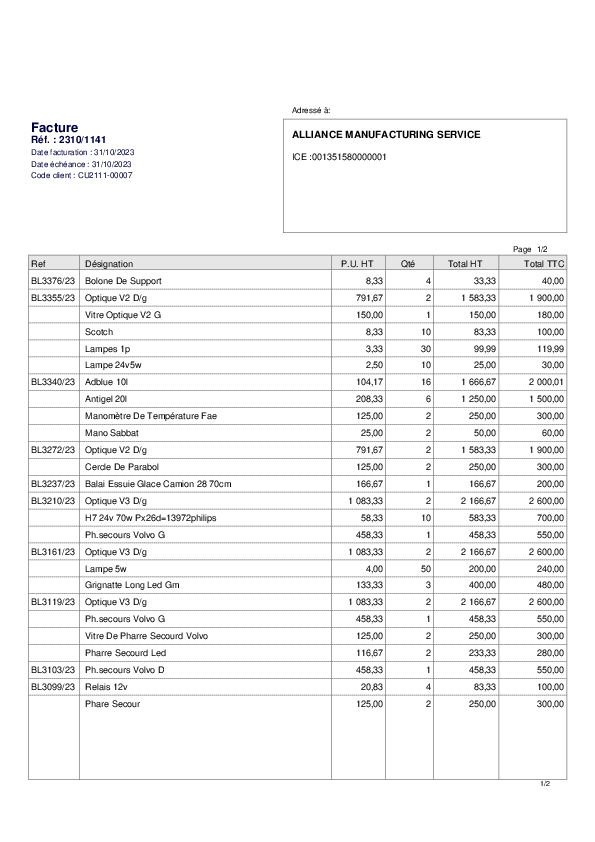 Adressé à:
Facture
Réf. : 2310/1141
Date facturation : 31/10/2023
Date échéance : 31/10/2023
Code client : CU2111-00007
ALLIANCE MANUFACTURING SERVICE
ICE :001351580000001
Page 1/2
Ref Désignation P.U. HT Qté Total HT Total TTC
BL3376/23 Bolone De Support 8,33 4 33,33 40,00
BL3355/23 Optique V2 D/g 791,67 2 1 583,33 1 900,00
Vitre Optique V2 G 150,00 1 150,00 180,00
Scotch 8,33 10 83,33 100,00
Lampes 1p 3,33 30 99,99 119,99
Lampe 24v5w 2,50 10 25,00 30,00
BL3340/23 Adblue 10l 104,17 16 1 666,67 2 000,01
Antigel 20l 208,33 6 1 250,00 1 500,00
Manomètre De Température Fae 125,00 2 250,00 300,00
Mano Sabbat 25,00 2 50,00 60,00
BL3272/23 Optique V2 D/g 791,67 2 1 583,33 1 900,00
Cercle De Parabol 125,00 2 250,00 300,00
BL3237/23 Balai Essuie Glace Camion 28 70cm 166,67 1 166,67 200,00
BL3210/23 Optique V3 D/g 1 083,33 2 2 166,67 2 600,00
H7 24v 70w Px26d=13972philips 58,33 10 583,33 700,00
Ph.secours Volvo G 458,33 1 458,33 550,00
BL3161/23 Optique V3 D/g 1 083,33 2 2 166,67 2 600,00
Lampe 5w 4,00 50 200,00 240,00
Grignatte Long Led Gm 133,33 3 400,00 480,00
BL3119/23 Optique V3 D/g 1 083,33 2 2 166,67 2 600,00
Ph.secours Volvo G 458,33 1 458,33 550,00
Vitre De Pharre Secourd Volvo 125,00 2 250,00 300,00
Pharre Secourd Led 116,67 2 233,33 280,00
BL3103/23 Ph.secours Volvo D 458,33 1 458,33 550,00
BL3099/23 Relais 12v 20,83 4 83,33 100,00
Phare Secour 125,00 2 250,00 300,00
1/2